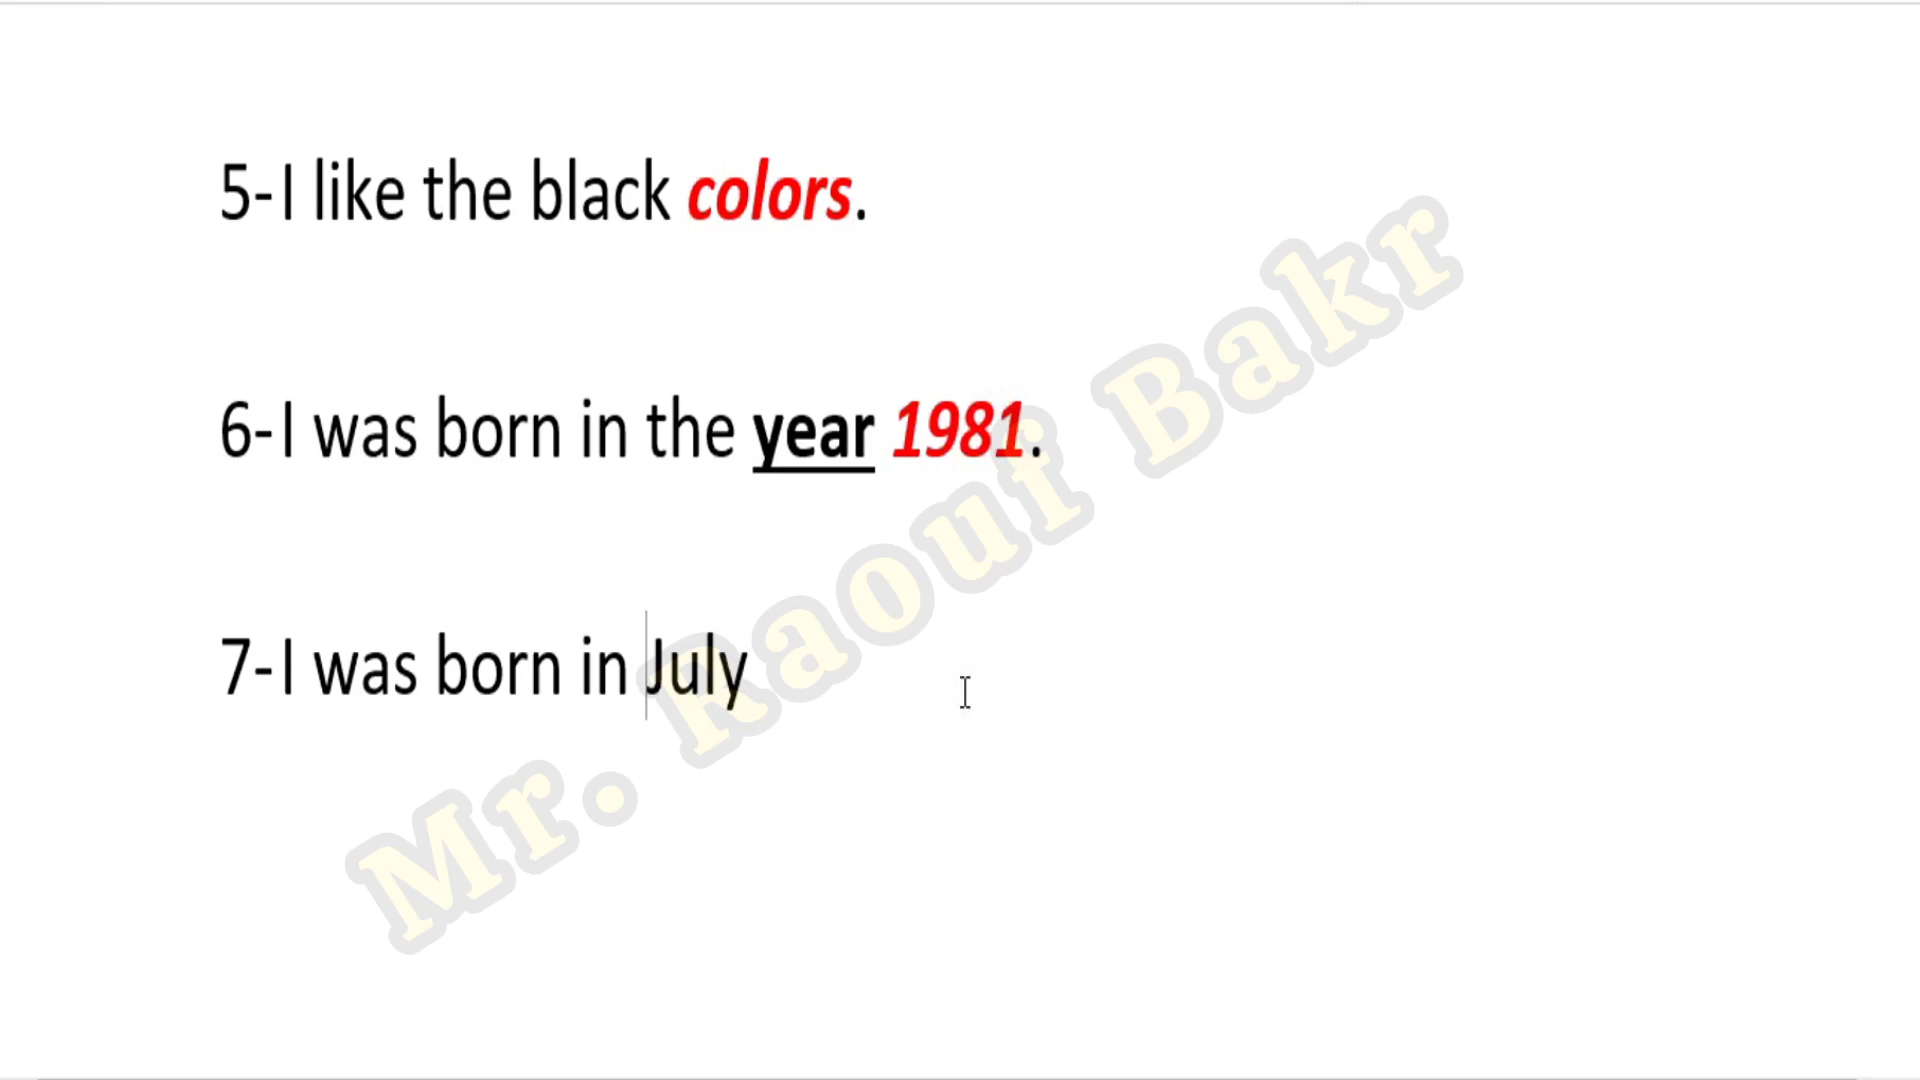 5-I like the black colors.
6-I was born in the year 1981.
7-I was born in July
Mr. Raouf Bakr